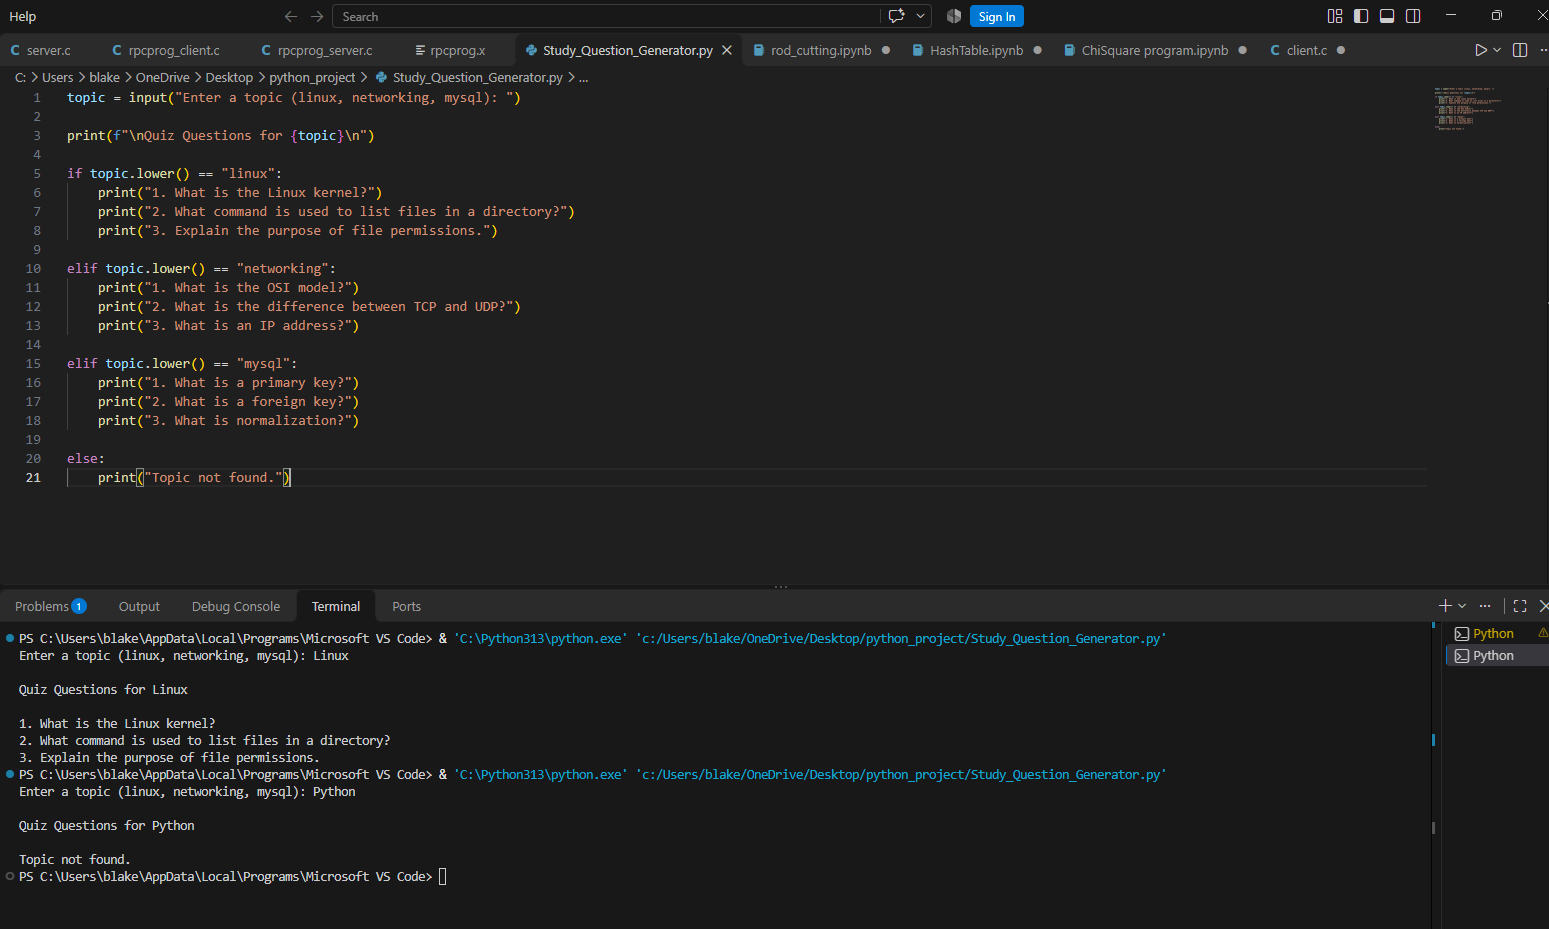 Help
Search
Sign In
server.c
rpcprog_client.c
rpcprog_server.c
rpcprog.x
Study_Question_Generator.py
rod_cutting.ipynb
HashTable.ipynb
ChiSquare program.ipynb
client.c
C: > Users > blake > OneDrive > Desktop > python_project > Study_Question_Generator.py > ...
1 topic = input("Enter a topic (linux, networking, mysql): ")
2
3 print(f"\nQuiz Questions for {topic}\n")
4
5 if topic.lower() == "linux":
6 print("1. What is the Linux kernel?")
7 print("2. What command is used to list files in a directory?")
8 print("3. Explain the purpose of file permissions.")
9
10 elif topic.lower() == "networking":
11 print("1. What is the OSI model?")
12 print("2. What is the difference between TCP and UDP?")
13 print("3. What is an IP address?")
14
15 elif topic.lower() == "mysql":
16 print("1. What is a primary key?")
17 print("2. What is a foreign key?")
18 print("3. What is normalization?")
19
20 else:
21 print("Topic not found.")
Problems 1
Output
Debug Console
Terminal
Ports
PS C:\Users\blake\AppData\Local\Programs\Microsoft VS Code> & 'C:\Python313\python.exe' 'c:/Users/blake/OneDrive/Desktop/python_project/Study_Question_Generator.py'
Enter a topic (linux, networking, mysql): Linux
Quiz Questions for Linux
1. What is the Linux kernel?
2. What command is used to list files in a directory?
3. Explain the purpose of file permissions.
PS C:\Users\blake\AppData\Local\Programs\Microsoft VS Code> & 'C:\Python313\python.exe' 'c:/Users/blake/OneDrive/Desktop/python_project/Study_Question_Generator.py'
Enter a topic (linux, networking, mysql): Python
Quiz Questions for Python
Topic not found.
PS C:\Users\blake\AppData\Local\Programs\Microsoft VS Code>
Python
Python